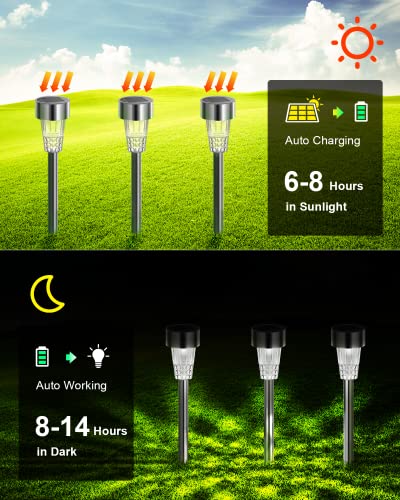 Auto Charging
6-8 Hours
in Sunlight
Auto Working
8-14 Hours
in Dark